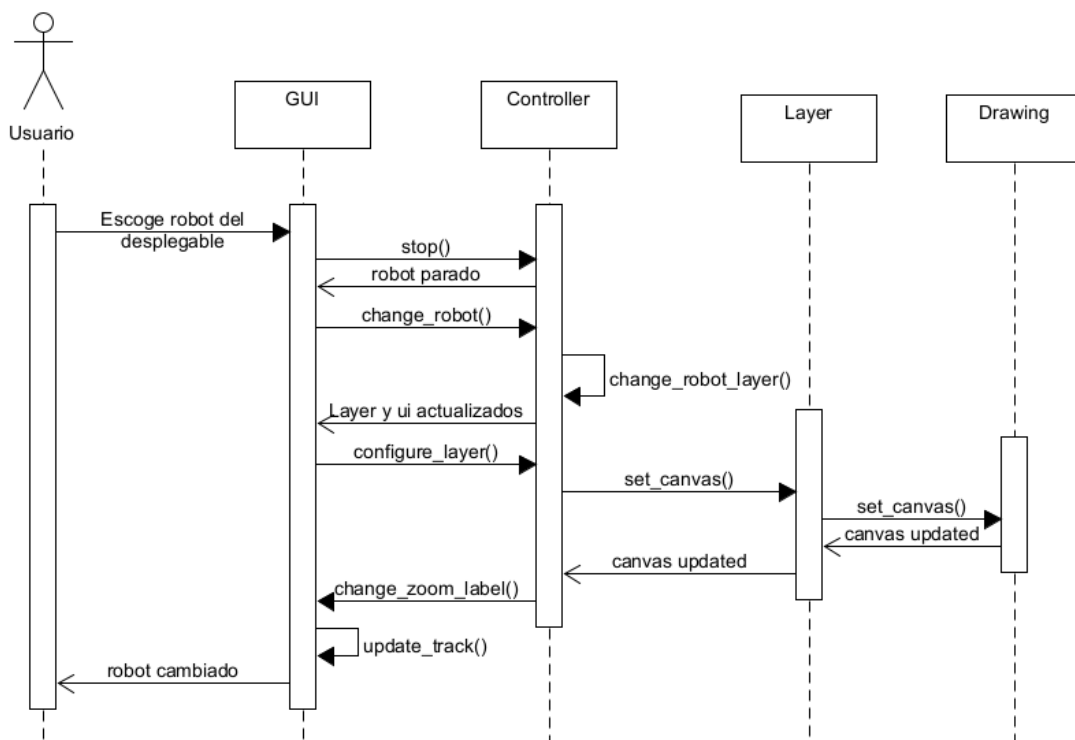 Usuario
GUI
Controller
Layer
Drawing
Escoge robot del
desplegable
stop()
robot parado
change_robot()
change_robot_layer()
Layer y ui actualizados
configure_layer()
set_canvas()
set_canvas()
canvas updated
canvas updated
change_zoom_label()
update_track()
robot cambiado